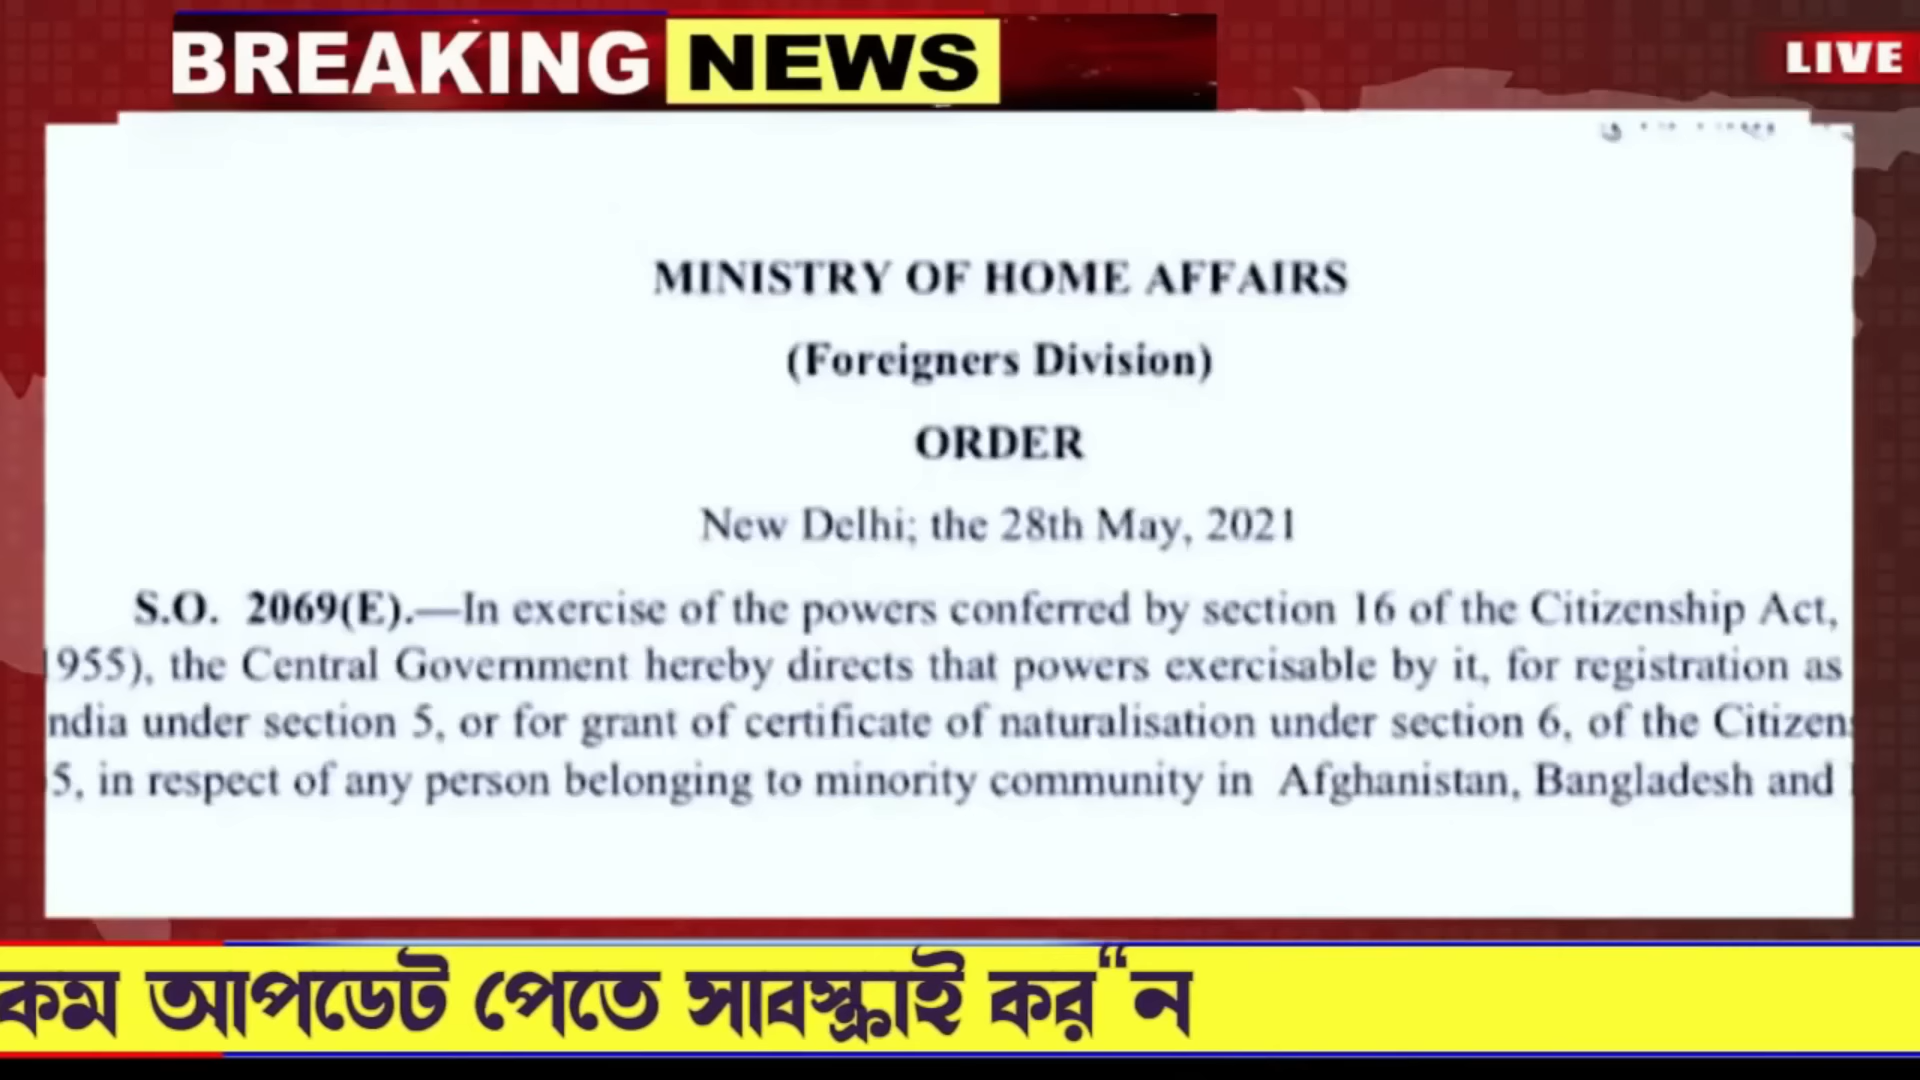 BREAKING NEWS
LIVE
MINISTRY OF HOME AFFAIRS
(Foreigners Division)
ORDER
New Delhi; the 28th May, 2021
S.O. 2069(E).—In exercise of the powers conferred by section 16 of the Citizenship Act,
1955), the Central Government hereby directs that powers exercisable by it, for registration as
ndia under section 5, or for grant of certificate of naturalisation under section 6, of the Citizens
5, in respect of any person belonging to minority community in Afghanistan, Bangladesh and
কম আপডেট পেতে সাবস্ক্রাই কর“ন